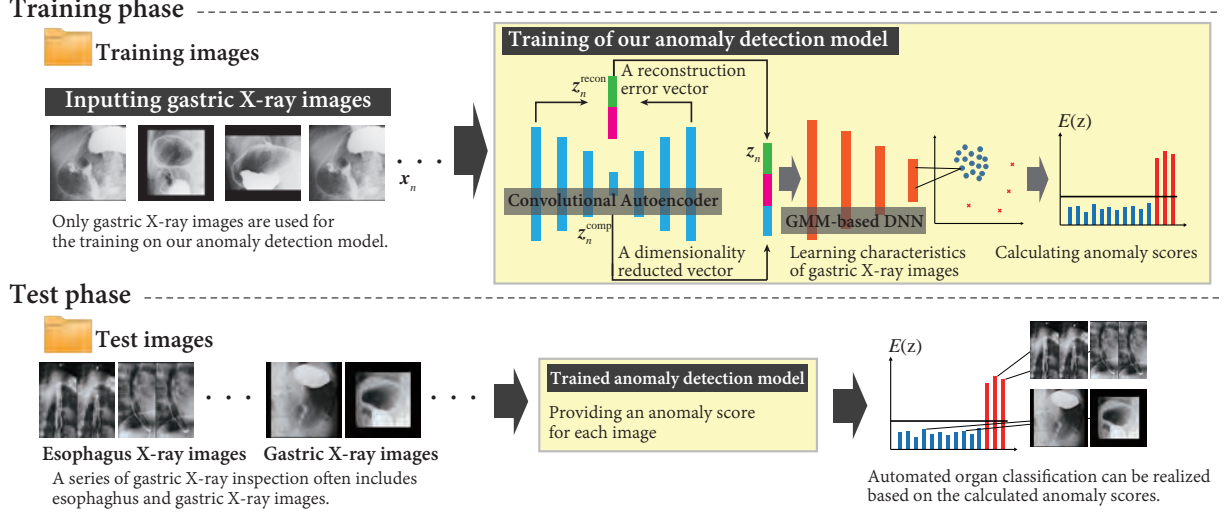 Training phase
Training images
Inputting gastric X-ray images
. . .
xₙ
Only gastric X-ray images are used for
the training on our anomaly detection model.
Training of our anomaly detection model
zₙ^recon
A reconstruction
error vector
Convolutional Autoencoder
zₙ^comp
A dimensionality
reducted vector
zₙ
GMM-based DNN
Learning characteristics
of gastric X-ray images
E(z)
Calculating anomaly scores
Test phase
Test images
. . .
. . .
Esophagus X-ray images
Gastric X-ray images
A series of gastric X-ray inspection often includes
esophaghus and gastric X-ray images.
Trained anomaly detection model
Providing an anomaly score
for each image
E(z)
Automated organ classification can be realized
based on the calculated anomaly scores.